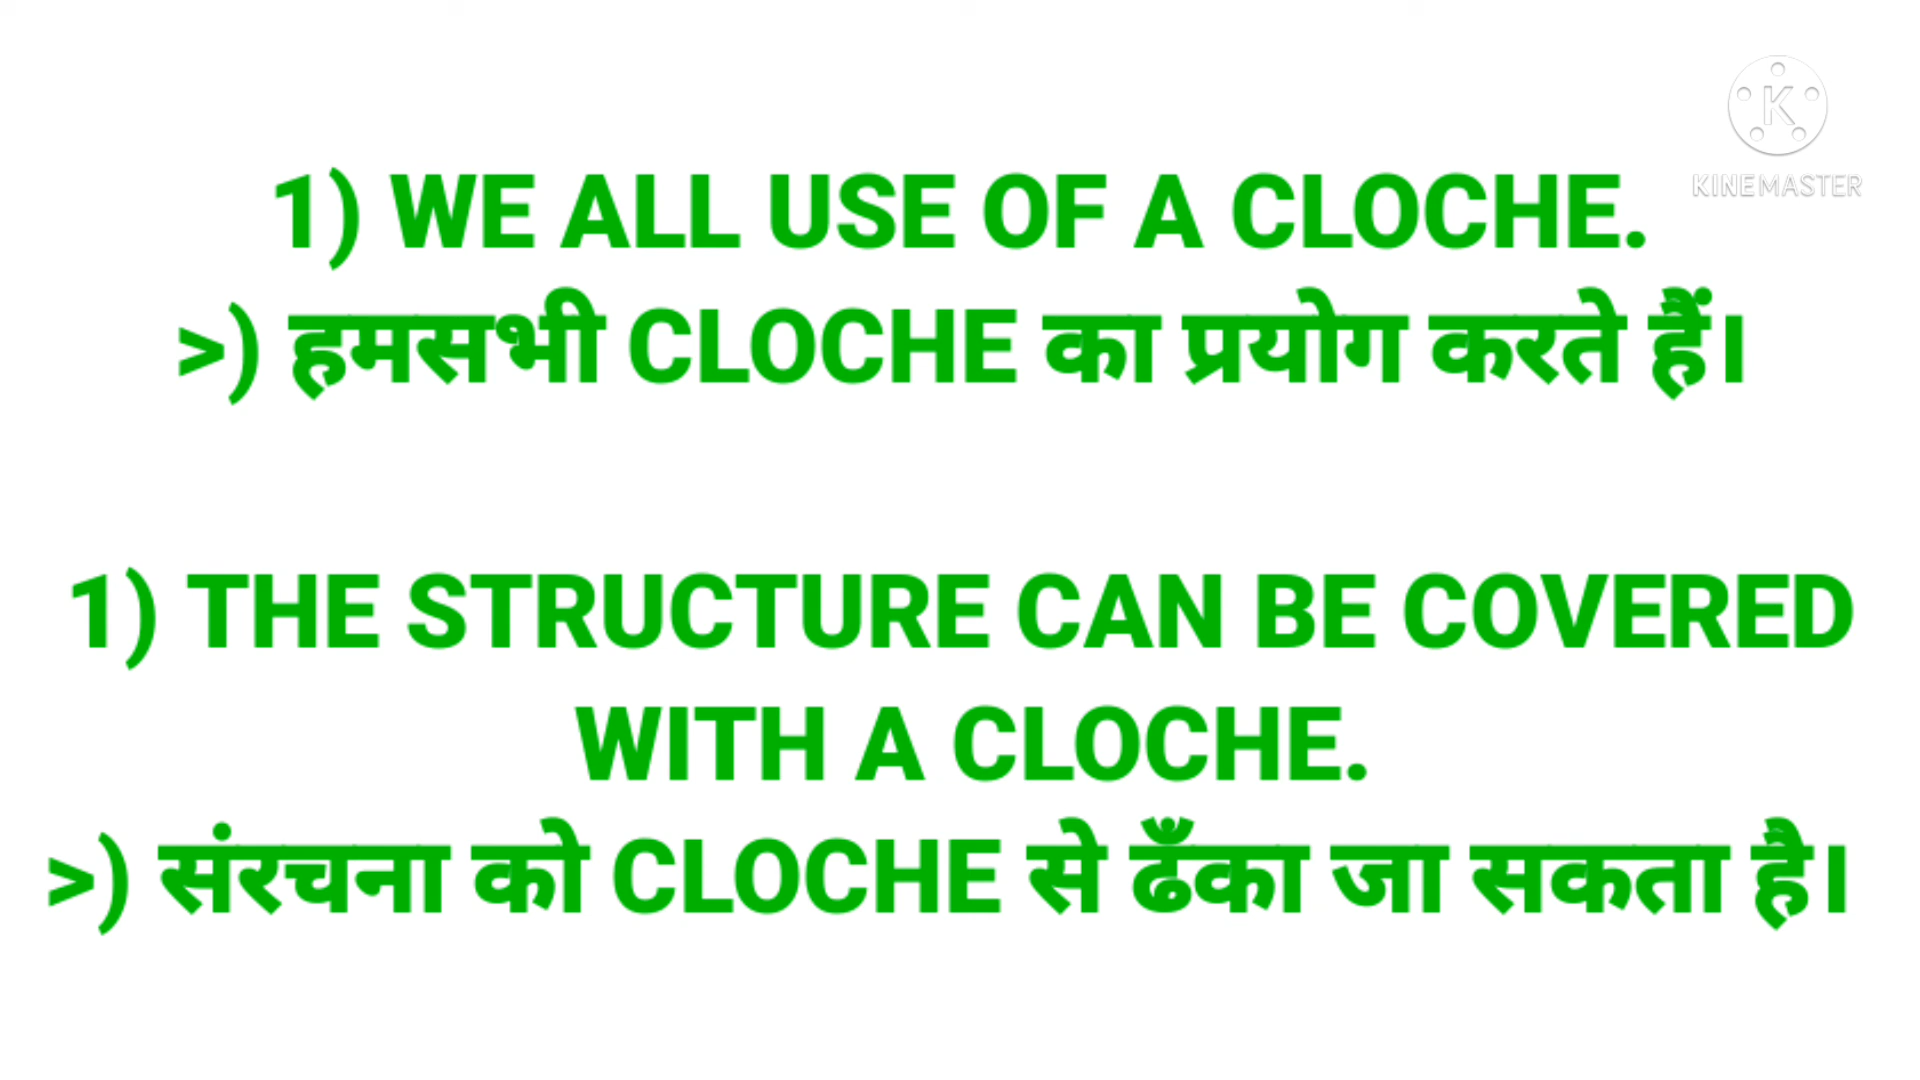 K
KINEMASTER
1) WE ALL USE OF A CLOCHE.
>) हमसभी CLOCHE का प्रयोग करते हैं।
1) THE STRUCTURE CAN BE COVERED
WITH A CLOCHE.
>) संरचना को CLOCHE से ढँका जा सकता है।